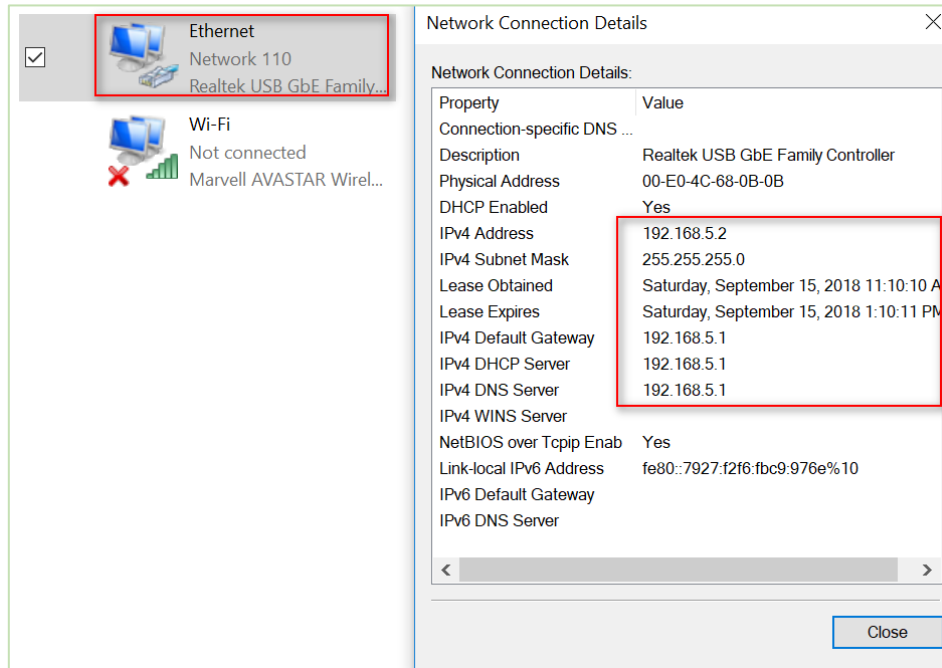 Ethernet
Network 110
Realtek USB GbE Family...
Wi-Fi
Not connected
Marvell AVASTAR Wirel...
Network Connection Details
Network Connection Details:
Property Value
Connection-specific DNS ...
Description Realtek USB GbE Family Controller
Physical Address 00-E0-4C-68-0B-0B
DHCP Enabled Yes
IPv4 Address 192.168.5.2
IPv4 Subnet Mask 255.255.255.0
Lease Obtained Saturday, September 15, 2018 11:10:10 A
Lease Expires Saturday, September 15, 2018 1:10:11 PM
IPv4 Default Gateway 192.168.5.1
IPv4 DHCP Server 192.168.5.1
IPv4 DNS Server 192.168.5.1
IPv4 WINS Server
NetBIOS over Tcpip Enab Yes
Link-local IPv6 Address fe80::7927:f2f6:fbc9:976e%10
IPv6 Default Gateway
IPv6 DNS Server
Close